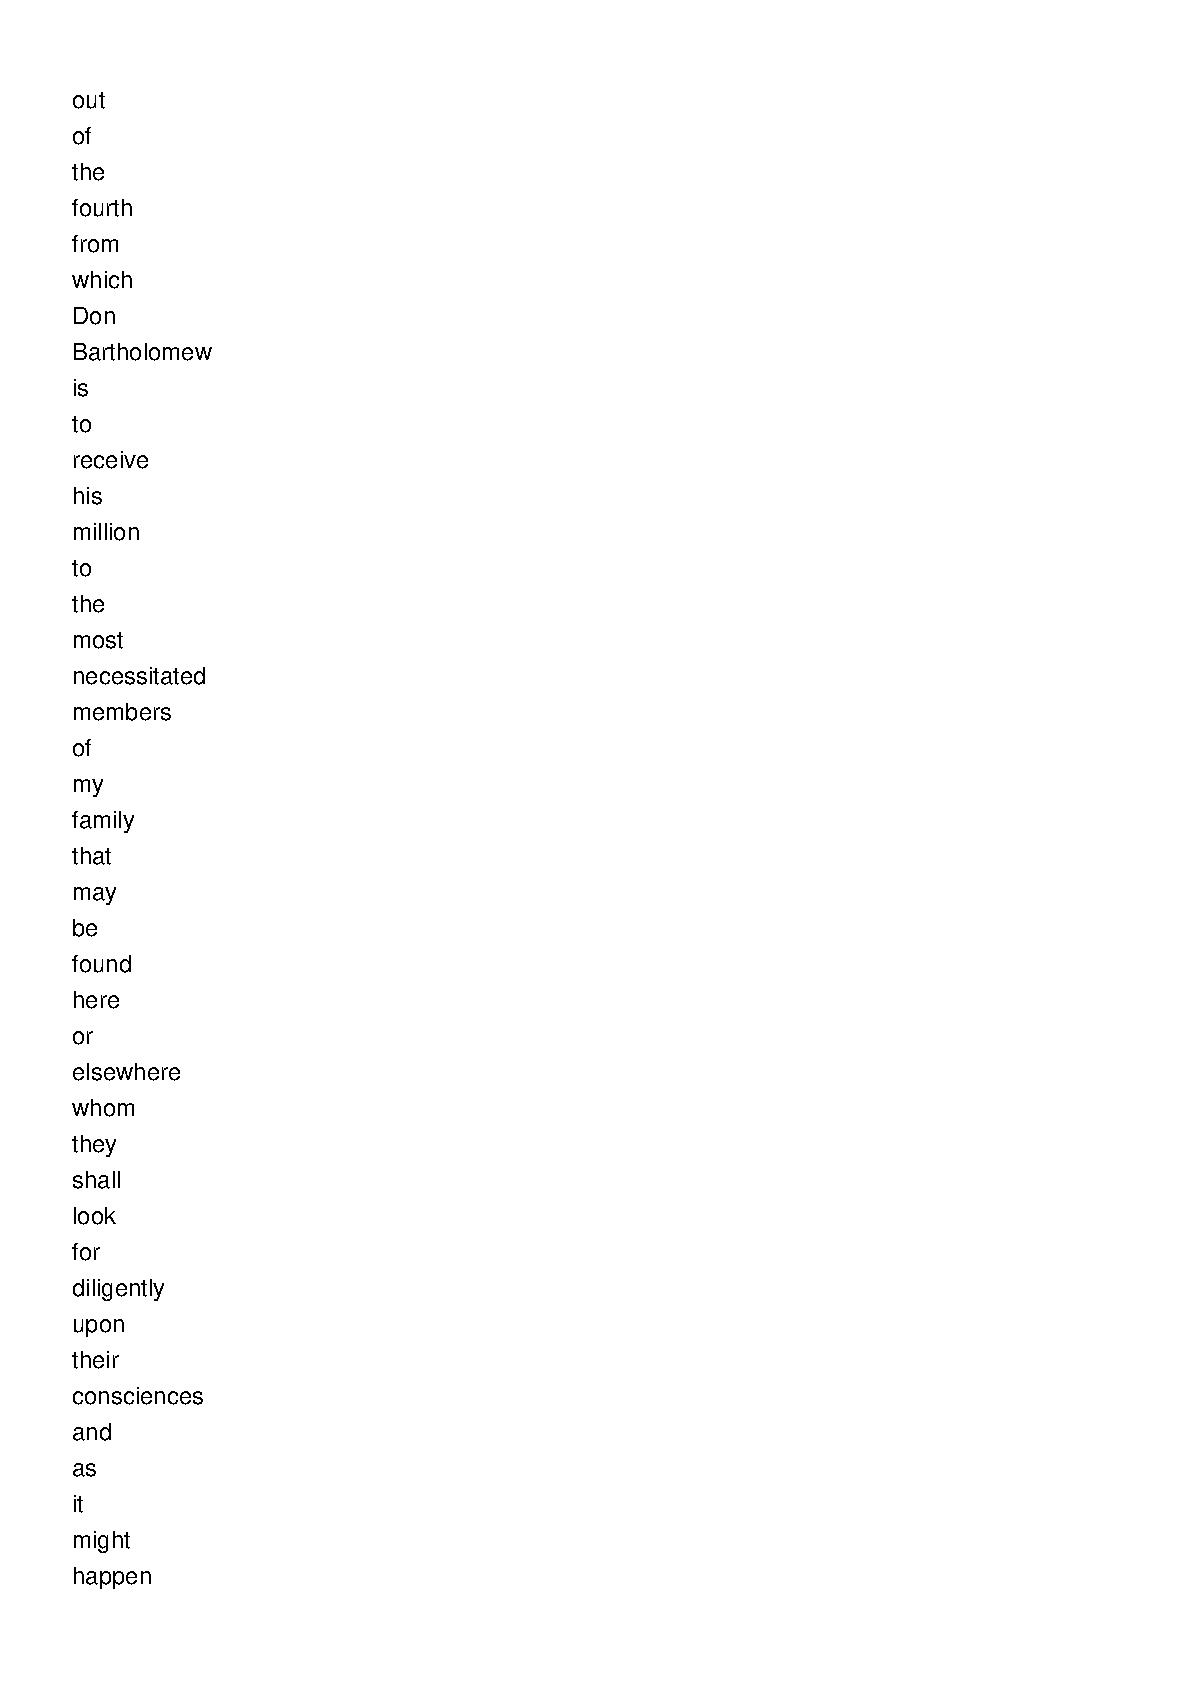 out
of
the
fourth
from
which
Don
Bartholomew
is
to
receive
his
million
to
the
most
necessitated
members
of
my
family
that
may
be
found
here
or
elsewhere
whom
they
shall
look
for
diligently
upon
their
consciences
and
as
it
might
happen